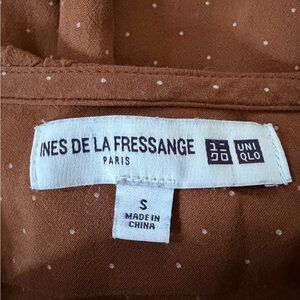 INES DE LA FRESSANGE
PARIS
ユニ
クロ
UNI
QLO
S
MADE IN
CHINA